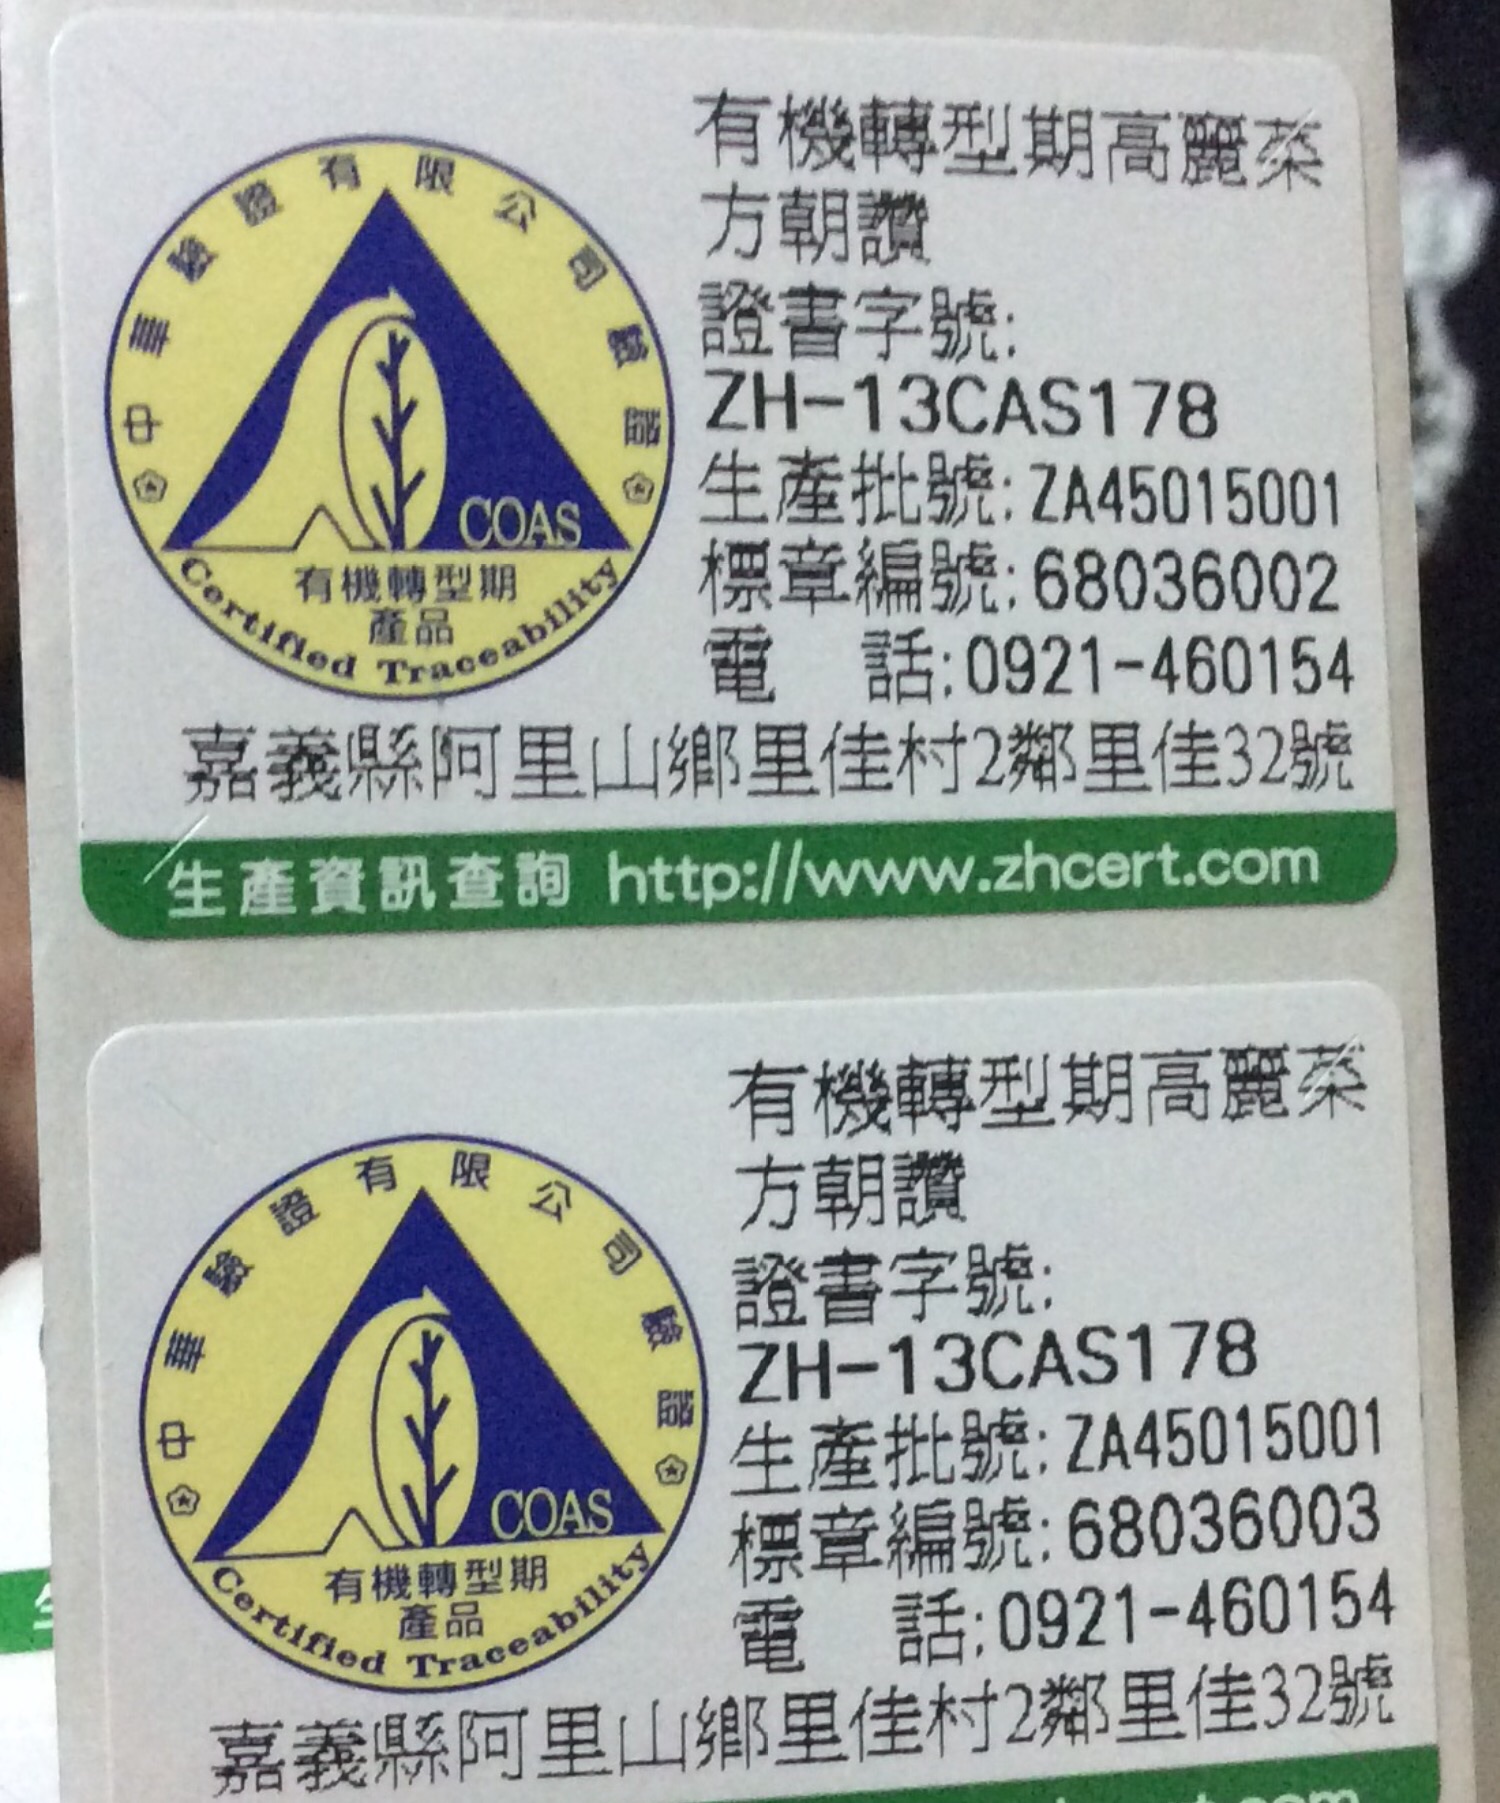 有機轉型期高麗菜
方朝讚
證書字號:
ZH-13CAS178
生產批號:ZA45015001
標章編號:68036002
電 話:0921-460154
嘉義縣阿里山鄉里佳村2鄰里佳32號
中華驗證有限公司驗證
COAS
有機轉型期
產品
Certified Traceability
生產資訊查詢 http://www.zhcert.com
有機轉型期高麗菜
方朝讚
證書字號:
ZH-13CAS178
生產批號:ZA45015001
標章編號:68036003
電 話:0921-460154
嘉義縣阿里山鄉里佳村2鄰里佳32號
中華驗證有限公司驗證
COAS
有機轉型期
產品
Certified Traceability